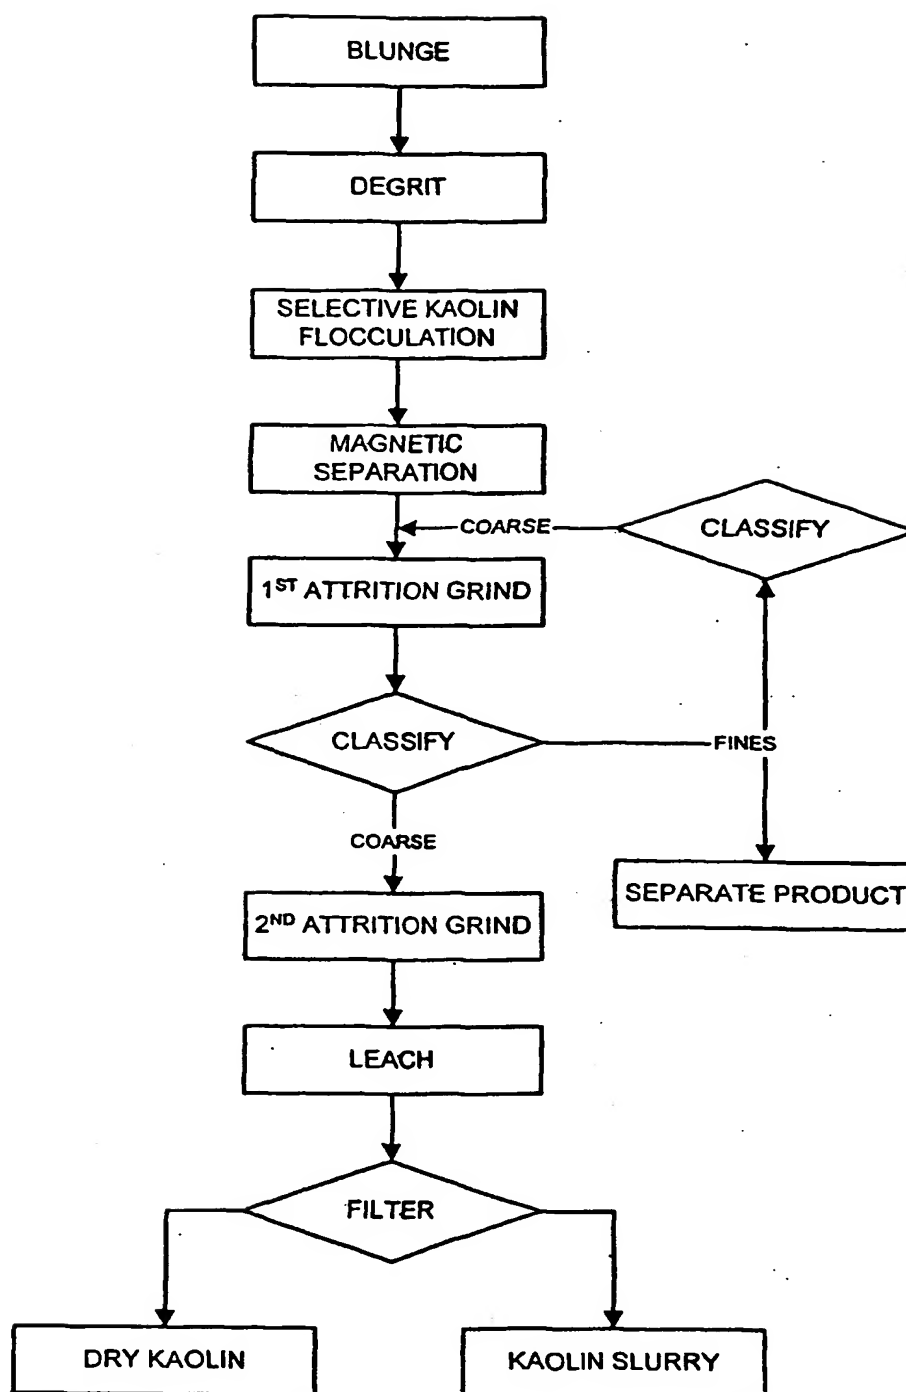 BLUNGE
DEGRIT
SELECTIVE KAOLIN
FLOCCULATION
MAGNETIC
SEPARATION
COARSE
CLASSIFY
1ST ATTRITION GRIND
CLASSIFY
FINES
COARSE
SEPARATE PRODUCT
2ND ATTRITION GRIND
LEACH
FILTER
DRY KAOLIN
KAOLIN SLURRY